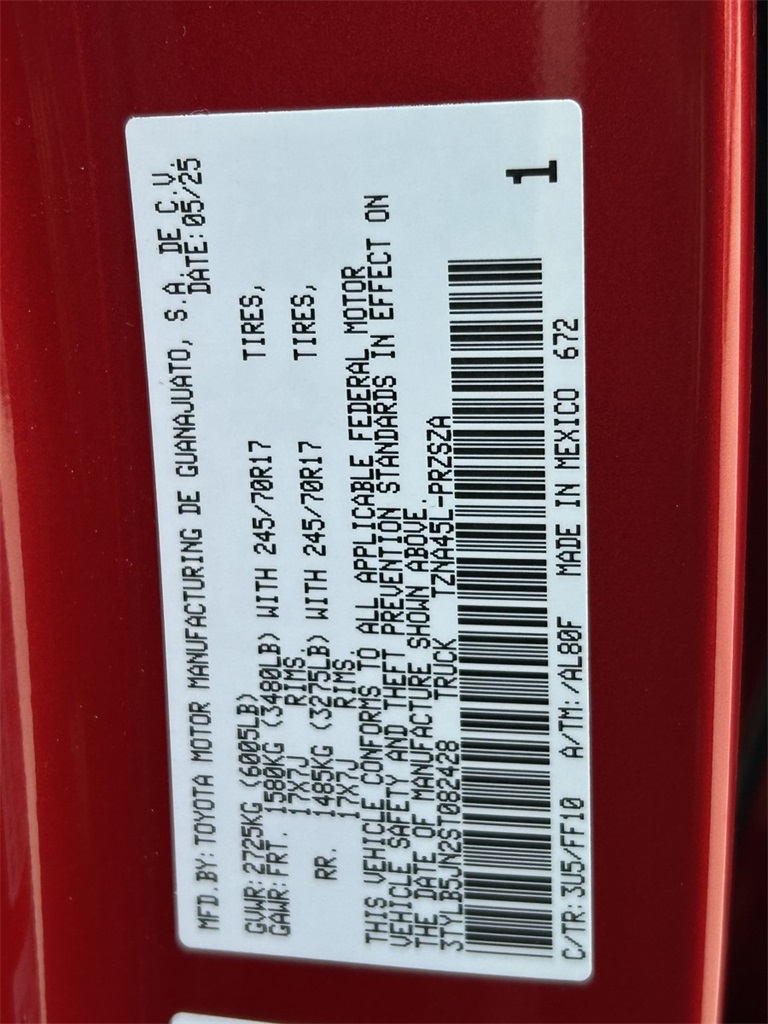 MFD.BY: TOYOTA MOTOR MANUFACTURING DE GUANAJUATO, S.A. DE C.V.
DATE: 05/25
GVWR: 2725KG (6005LB)
GAWR: FRT. 1580KG (3480LB) WITH 245/70R17 TIRES,
17X7J RIMS.
RR. 1485KG (3275LB) WITH 245/70R17 TIRES,
17X7J RIMS.
THIS VEHICLE CONFORMS TO ALL APPLICABLE FEDERAL MOTOR
VEHICLE SAFETY AND THEFT PREVENTION STANDARDS IN EFFECT ON
THE DATE OF MANUFACTURE SHOWN ABOVE.
3TYLB5JN2ST082428 TRUCK TZNA45L-PRZSZA
1
C/TR: 3U5/FF10 A/TM: /AL80F MADE IN MEXICO 672